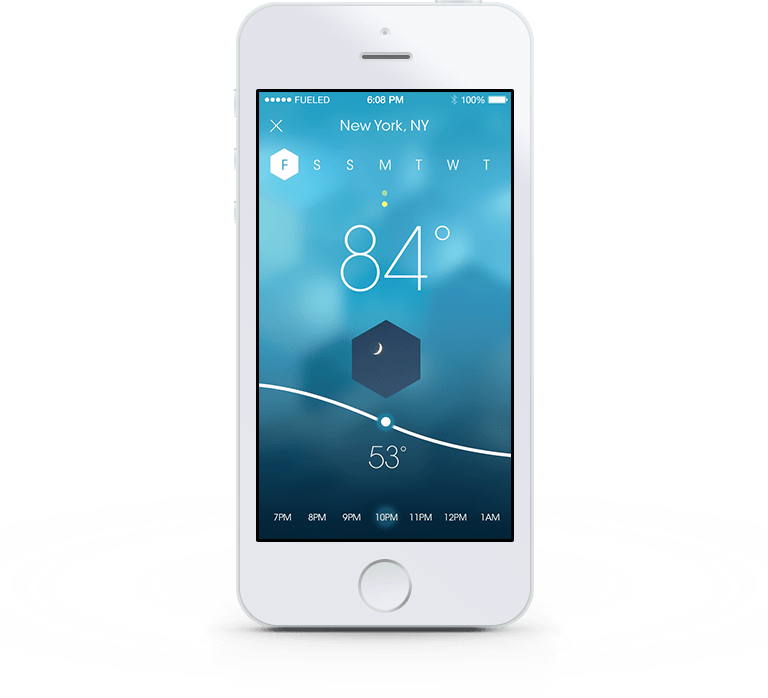 FUELED 6:08 PM 100%
New York, NY
F S S M T W T
84°
53°
7PM 8PM 9PM 10PM 11PM 12PM 1AM